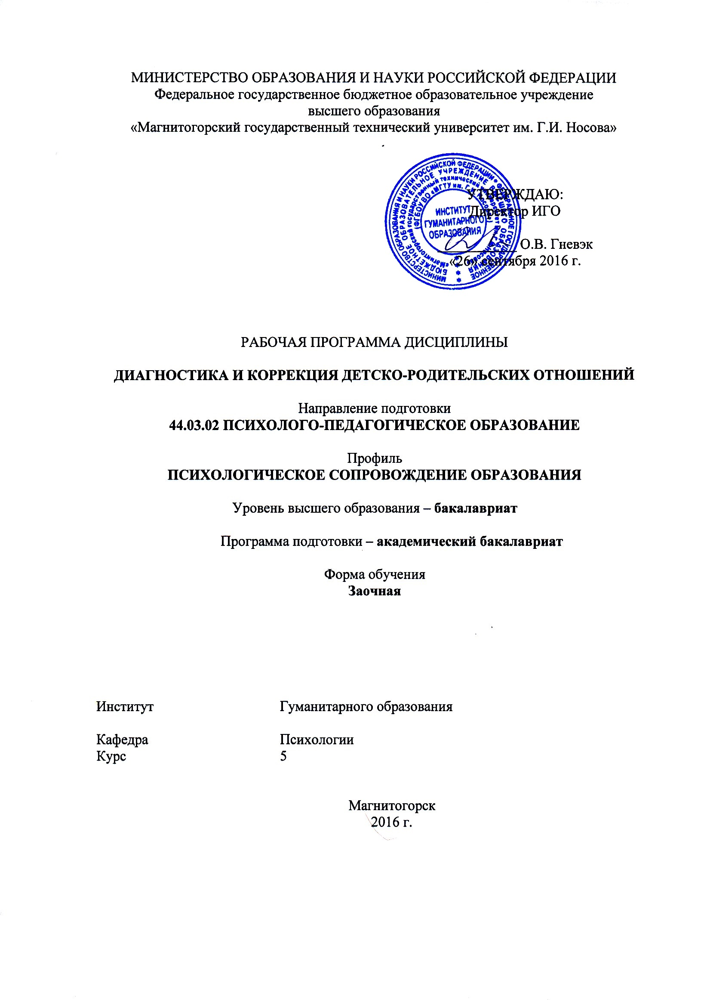 МИНИСТЕРСТВО ОБРАЗОВАНИЯ И НАУКИ РОССИЙСКОЙ ФЕДЕРАЦИИ
Федеральное государственное бюджетное образовательное учреждение
высшего образования
«Магнитогорский государственный технический университет им. Г.И. Носова»
МИНИСТЕРСТВО ОБРАЗОВАНИЯ И НАУКИ РОССИЙСКОЙ ФЕДЕРАЦИИ * ФЕДЕРАЛЬНОЕ ГОСУДАРСТВЕННОЕ
БЮДЖЕТНОЕ ОБРАЗОВАТЕЛЬНОЕ УЧРЕЖДЕНИЕ ВЫСШЕГО ОБРАЗОВАНИЯ
«Магнитогорский государственный технический университет им. Г.И. Носова»
(ФГБОУ ВО «МГТУ им. Г.И. Носова»)
ИНСТИТУТ
ГУМАНИТАРНОГО
ОБРАЗОВАНИЯ
УТВЕРЖДАЮ:
Директор ИГО
О.В. Гневэк
«26» сентября 2016 г.
РАБОЧАЯ ПРОГРАММА ДИСЦИПЛИНЫ
ДИАГНОСТИКА И КОРРЕКЦИЯ ДЕТСКО-РОДИТЕЛЬСКИХ ОТНОШЕНИЙ
Направление подготовки
44.03.02 ПСИХОЛОГО-ПЕДАГОГИЧЕСКОЕ ОБРАЗОВАНИЕ
Профиль
ПСИХОЛОГИЧЕСКОЕ СОПРОВОЖДЕНИЕ ОБРАЗОВАНИЯ
Уровень высшего образования – бакалавриат
Программа подготовки – академический бакалавриат
Форма обучения
Заочная
Институт Гуманитарного образования
Кафедра Психологии
Курс 5
Магнитогорск
2016 г.